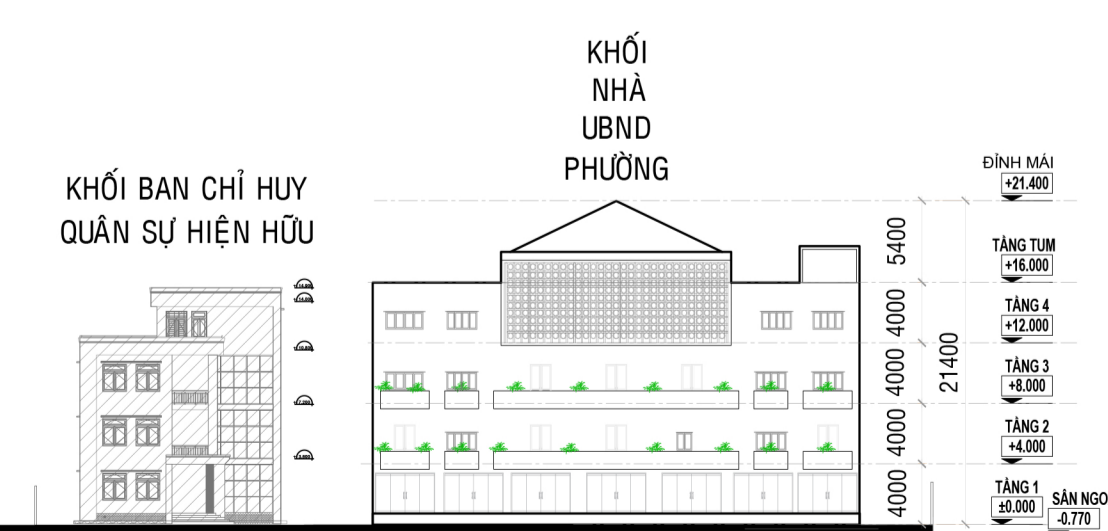 KHỐI
NHÀ
UBND
PHƯỜNG
KHỐI BAN CHỈ HUY
QUÂN SỰ HIỆN HỮU
ĐỈNH MÁI
+21.400
TẦNG TUM
+16.000
TẦNG 4
+12.000
TẦNG 3
+8.000
TẦNG 2
+4.000
TẦNG 1
±0.000
SÂN NGO
-0.770
5400
4000
4000
4000
4000
21400